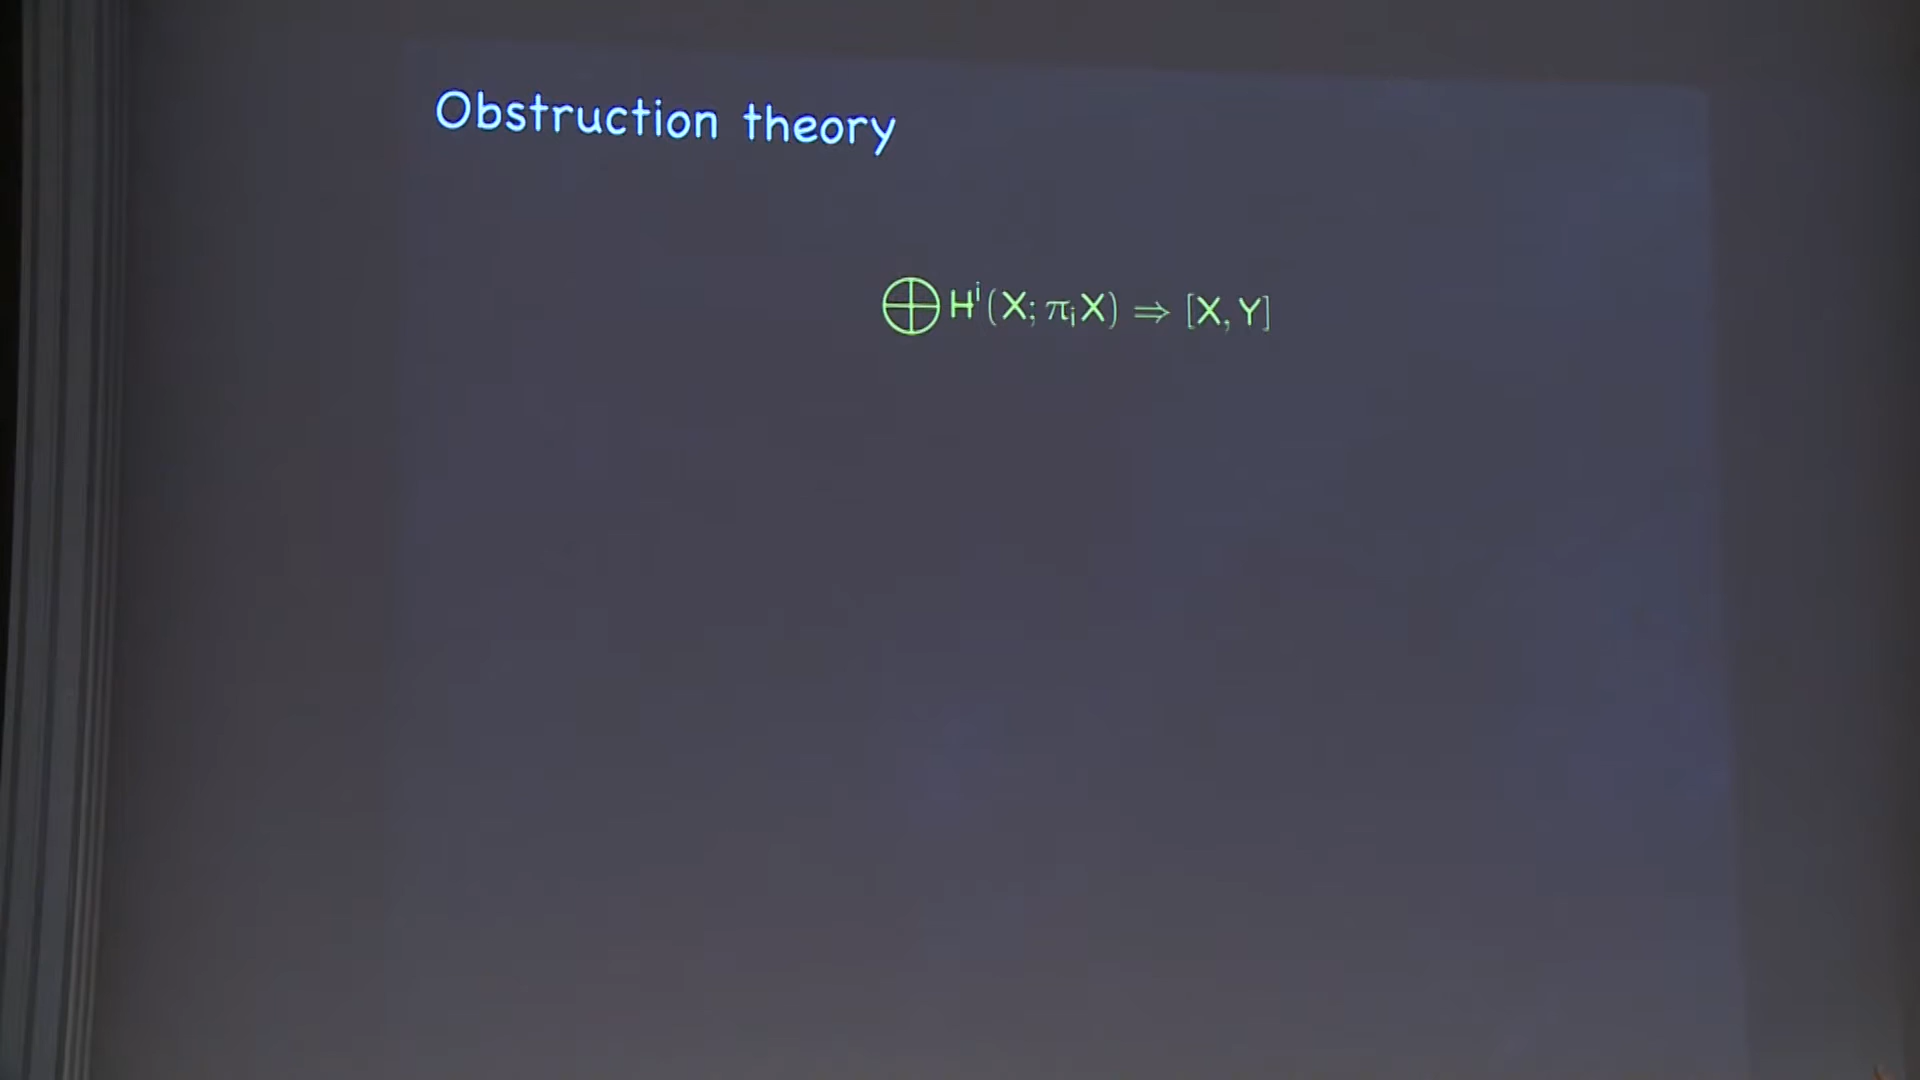 Obstruction theory
⊕ Hⁱ(X; πᵢX) ⇒ [X, Y]